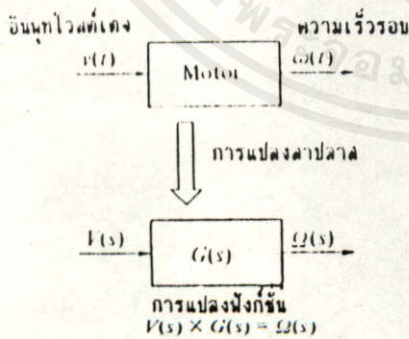 อินพุทโวลต์เตจ ความเร็วรอบ
v(t) Motor ω(t)
การแปลงลาปลาส
V(s) G(s) Ω(s)
การแปลงฟังก์ชัน
V(s) × G(s) = Ω(s)